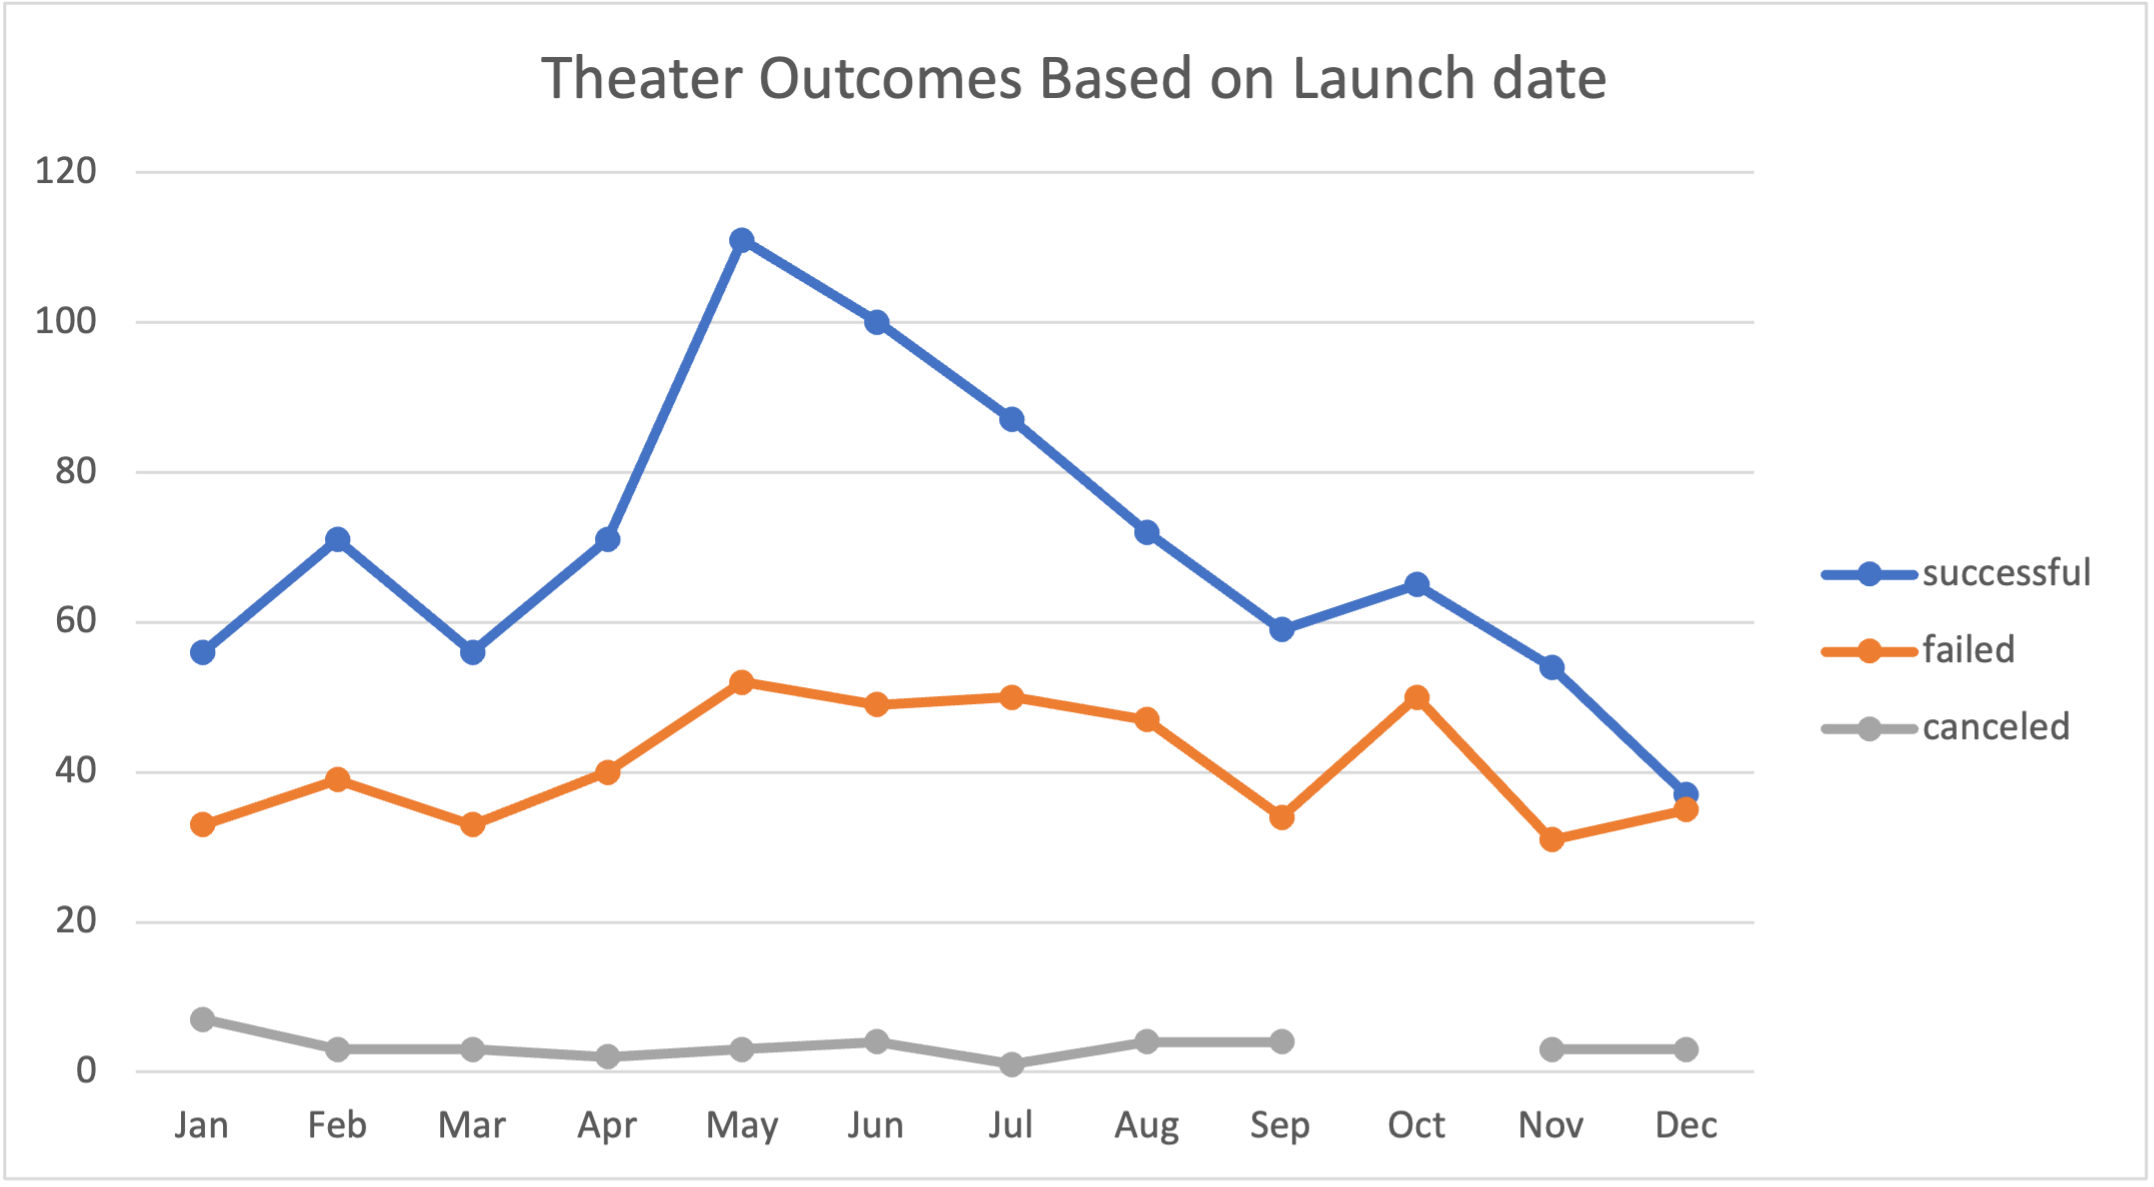 Theater Outcomes Based on Launch date
120
100
80
60
40
20
0
Jan Feb Mar Apr May Jun Jul Aug Sep Oct Nov Dec
successful
failed
canceled